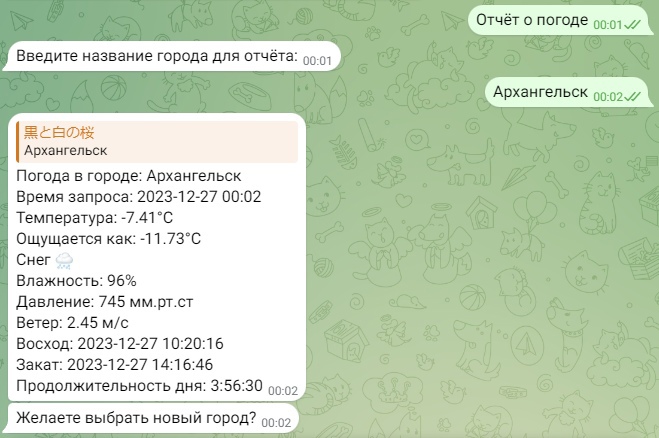 Отчёт о погоде 00:01
Введите название города для отчёта: 00:01
Архангельск 00:02
黒と白の桜
Архангельск
Погода в городе: Архангельск
Время запроса: 2023-12-27 00:02
Температура: -7.41°C
Ощущается как: -11.73°C
Снег 🌨
Влажность: 96%
Давление: 745 мм.рт.ст
Ветер: 2.45 м/с
Восход: 2023-12-27 10:20:16
Закат: 2023-12-27 14:16:46
Продолжительность дня: 3:56:30 00:02
Желаете выбрать новый город? 00:02